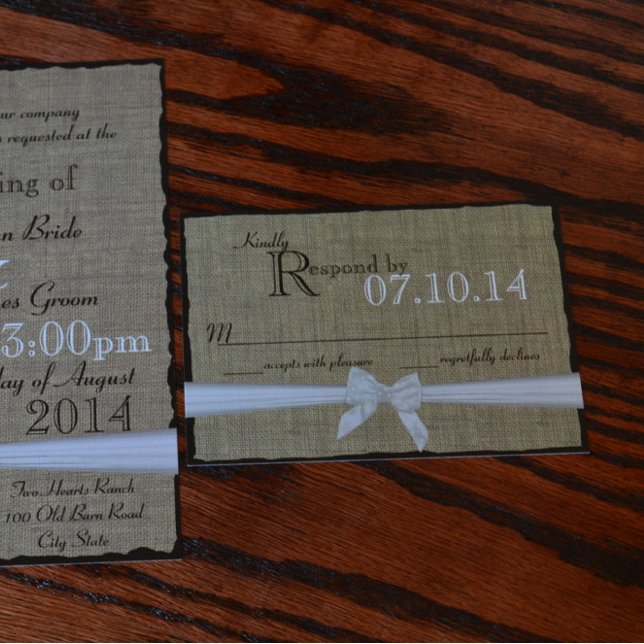 ur company
requested at the
ing of
n Bride
es Groom
3:00pm
day of August
2014
Two Hearts Ranch
100 Old Barn Road
City State
Kindly
Respond by
07.10.14
M
accepts with pleasure regretfully declines